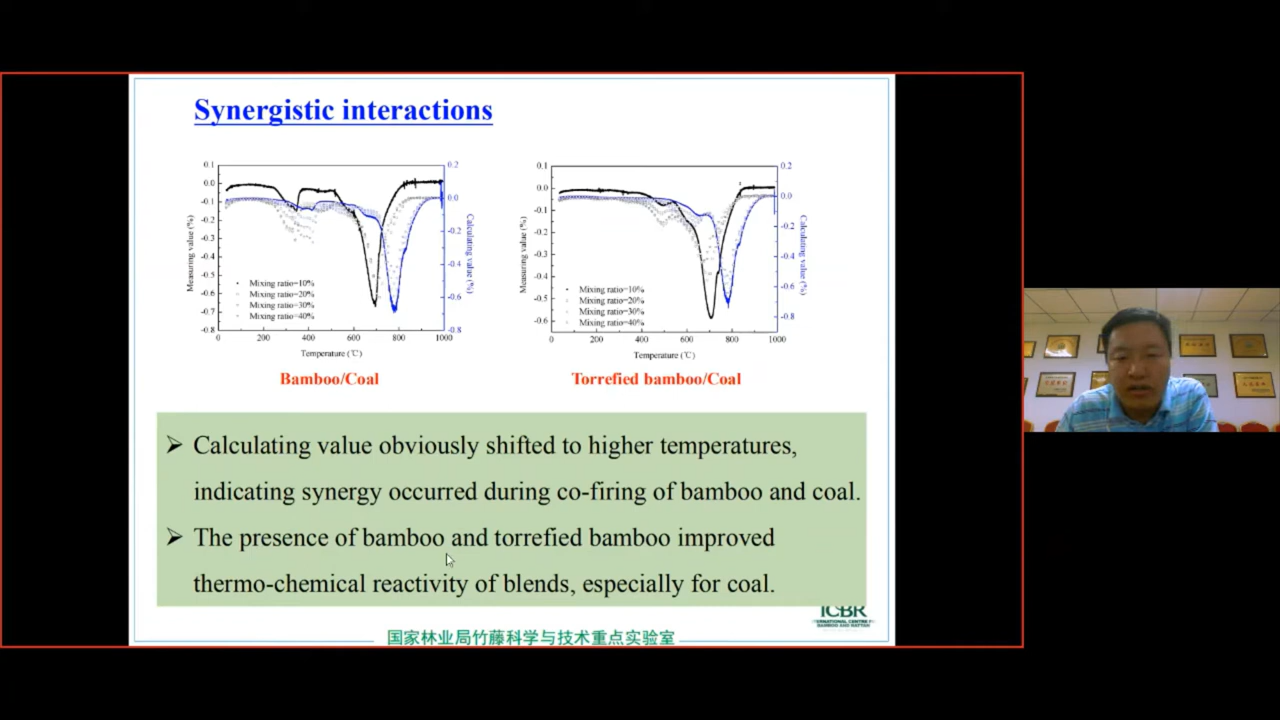 Synergistic interactions
0.1
0.0
-0.1
-0.2
-0.3
-0.4
-0.5
-0.6
-0.7
-0.8
Measuring value (%)
Mixing ratio=10%
Mixing ratio=20%
Mixing ratio=30%
Mixing ratio=40%
0 200 400 600 800 1000
Temperature (℃)
0.2
0.0
-0.2
-0.4
-0.6
-0.8
Calculating value (%)
Bamboo/Coal
0.1
0.0
-0.1
-0.2
-0.3
-0.4
-0.5
-0.6
Measuring value (%)
Mixing ratio=10%
Mixing ratio=20%
Mixing ratio=30%
Mixing ratio=40%
0 200 400 600 800 1000
Temperature (℃)
0.2
0.0
-0.2
-0.4
-0.6
-0.8
Calculating value (%)
Torrefied bamboo/Coal
➢ Calculating value obviously shifted to higher temperatures,
indicating synergy occurred during co-firing of bamboo and coal.
➢ The presence of bamboo and torrefied bamboo improved
thermo-chemical reactivity of blends, especially for coal.
ICBR
BAMBOO AND RATTAN
国家林业局竹藤科学与技术重点实验室